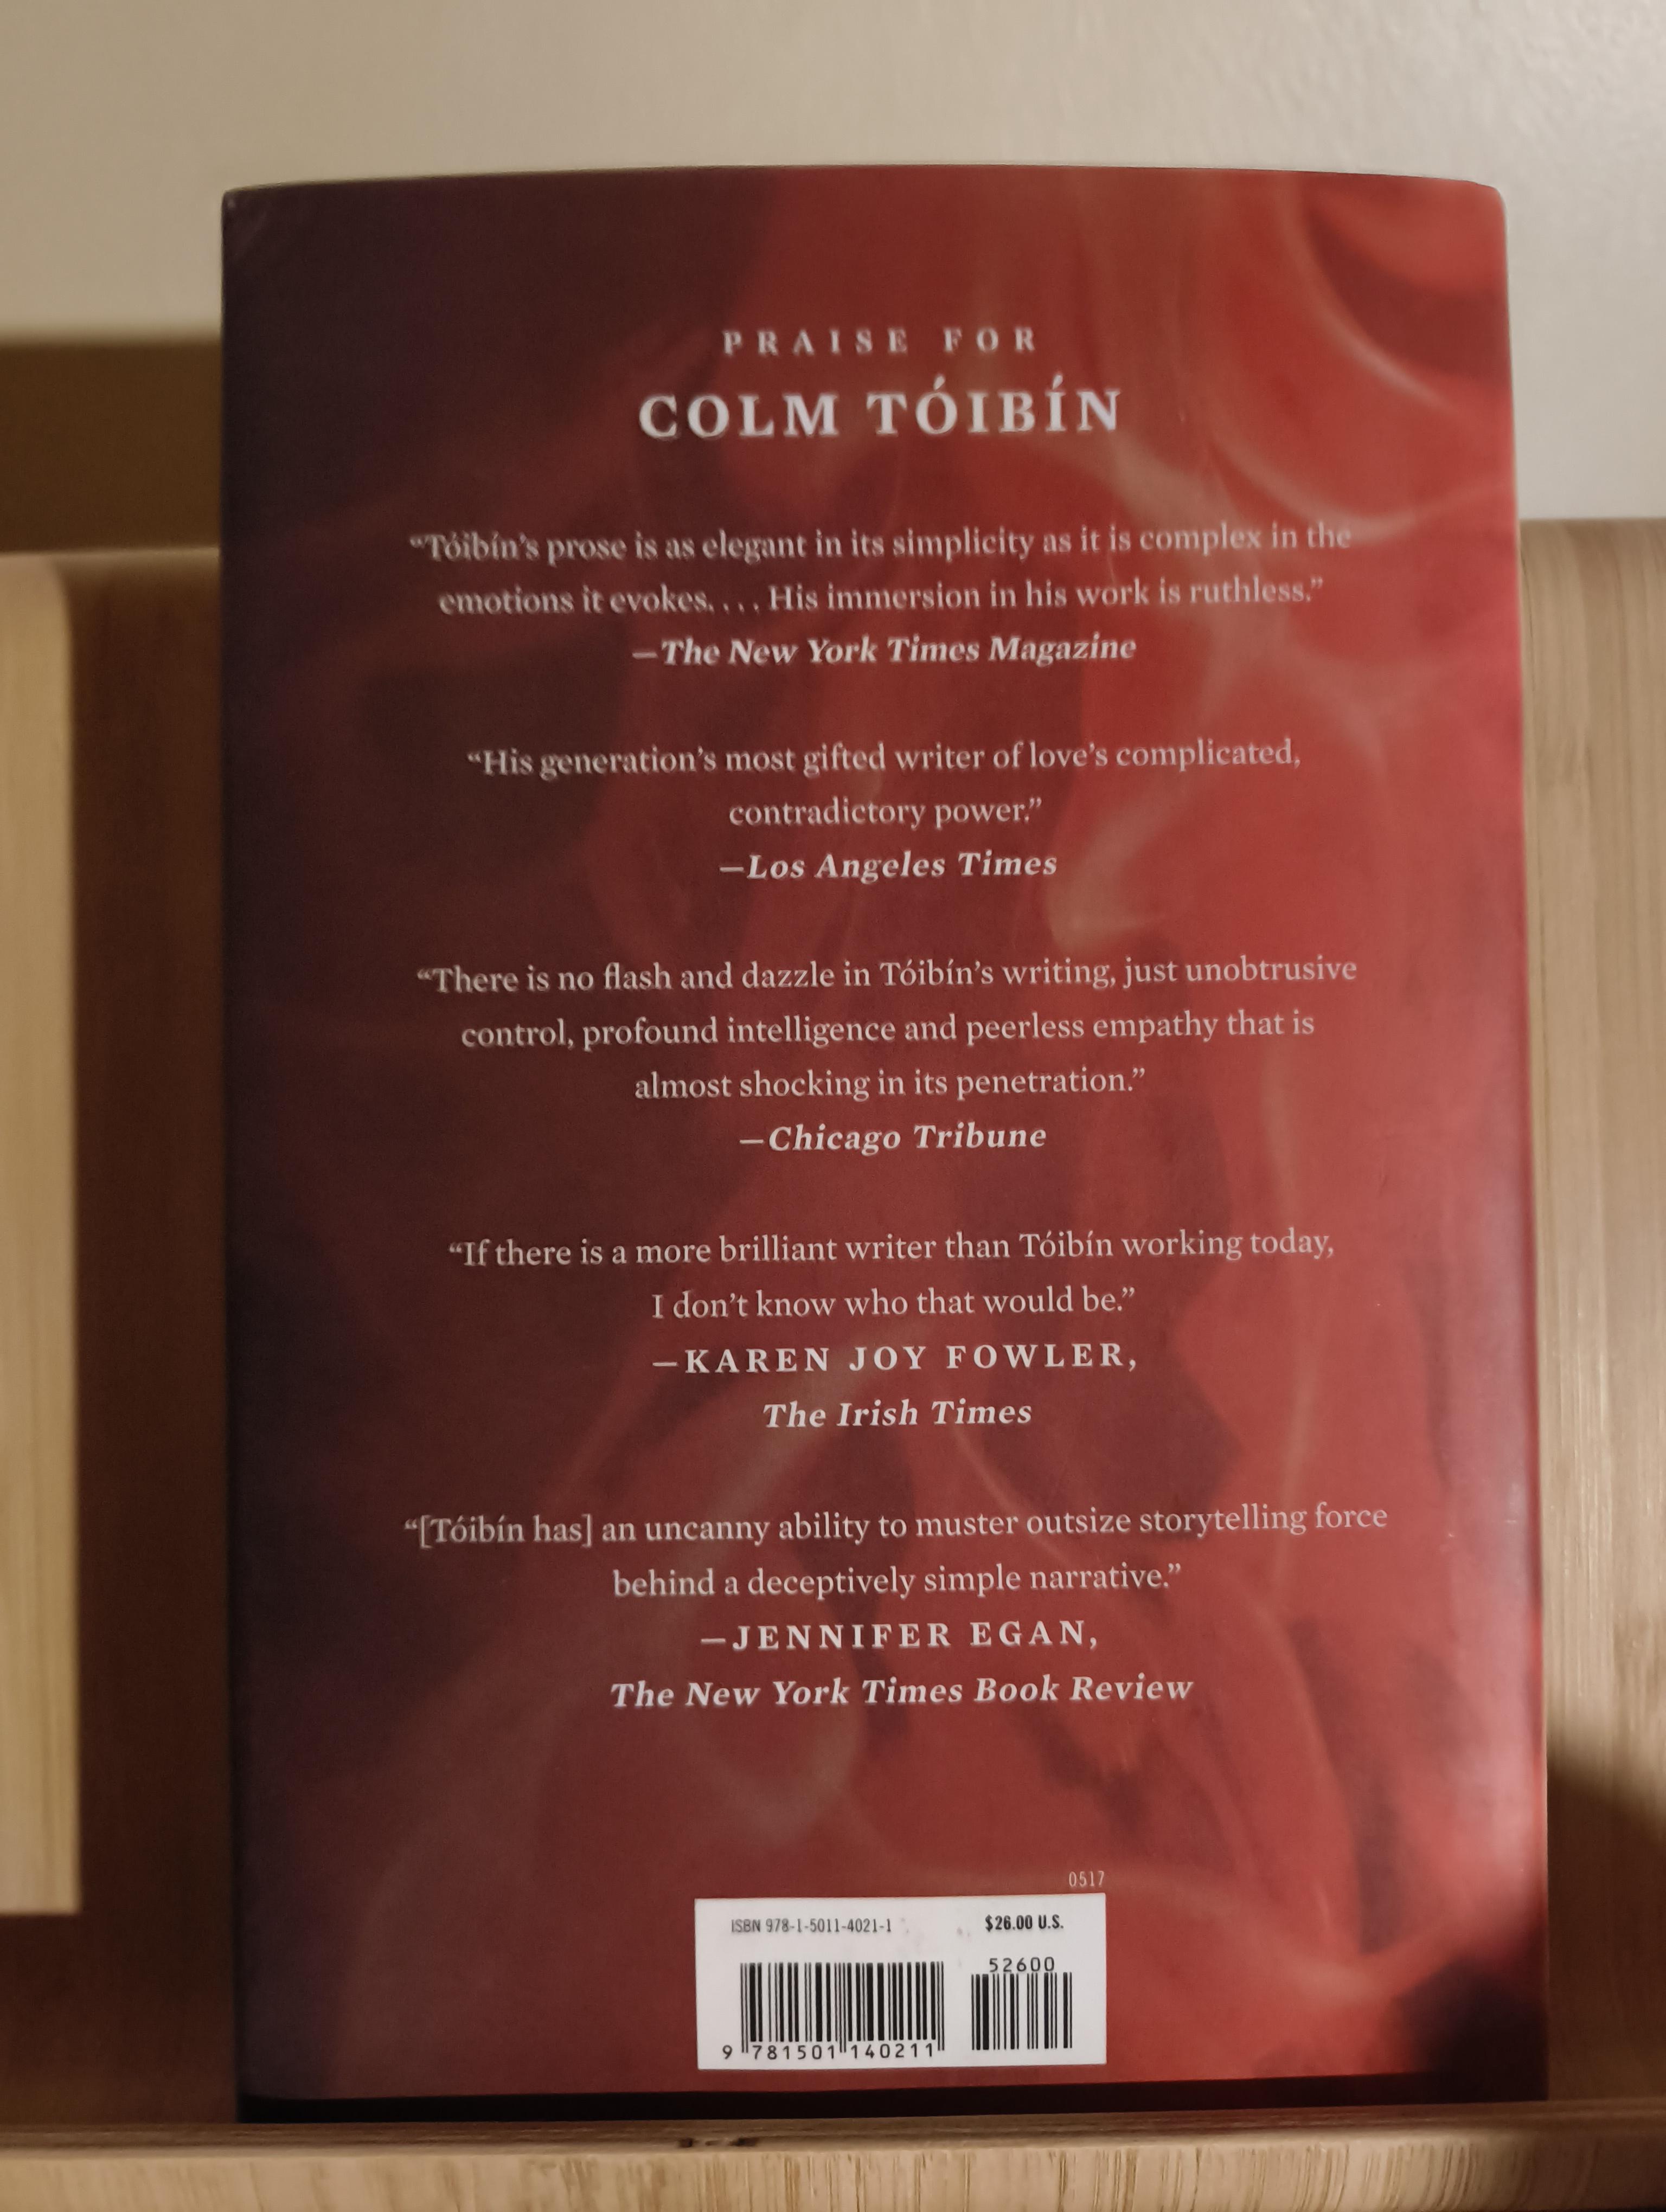 PRAISE FOR
COLM TÓIBÍN
“Tóibín’s prose is as elegant in its simplicity as it is complex in the
emotions it evokes. . . . His immersion in his work is ruthless.”
—The New York Times Magazine
“His generation’s most gifted writer of love’s complicated,
contradictory power.”
—Los Angeles Times
“There is no flash and dazzle in Tóibín’s writing, just unobtrusive
control, profound intelligence and peerless empathy that is
almost shocking in its penetration.”
—Chicago Tribune
“If there is a more brilliant writer than Tóibín working today,
I don’t know who that would be.”
—KAREN JOY FOWLER,
The Irish Times
“[Tóibín has] an uncanny ability to muster outsize storytelling force
behind a deceptively simple narrative.”
—JENNIFER EGAN,
The New York Times Book Review
0517
ISBN 978-1-5011-4021-1 $26.00 U.S.
52600
9 781501 140211